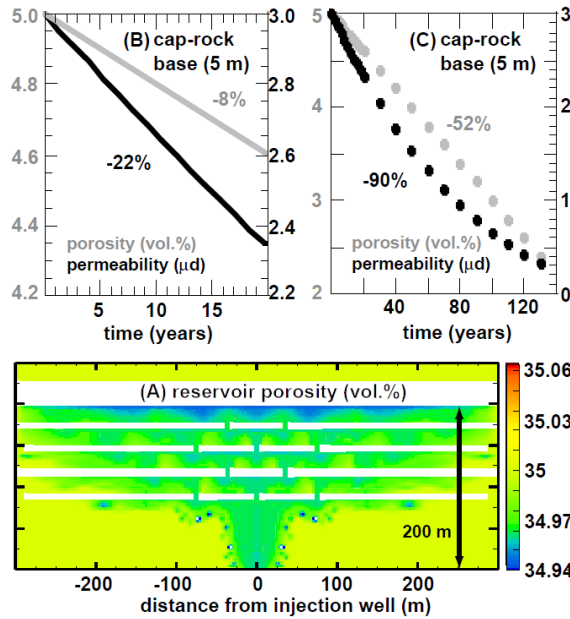 (B) cap-rock
base (5 m)
5.0
4.8
4.6
4.4
4.2
3.0
2.8
2.6
2.4
2.2
-8%
-22%
porosity (vol.%)
permeability (μd)
5 10 15
time (years)
(C) cap-rock
base (5 m)
5
4
3
2
3
2
1
0
-52%
-90%
porosity (vol.%)
permeability (μd)
40 80 120
time (years)
(A) reservoir porosity (vol.%)
200 m
35.06
35.03
35
34.97
34.94
-200 -100 0 100 200
distance from injection well (m)